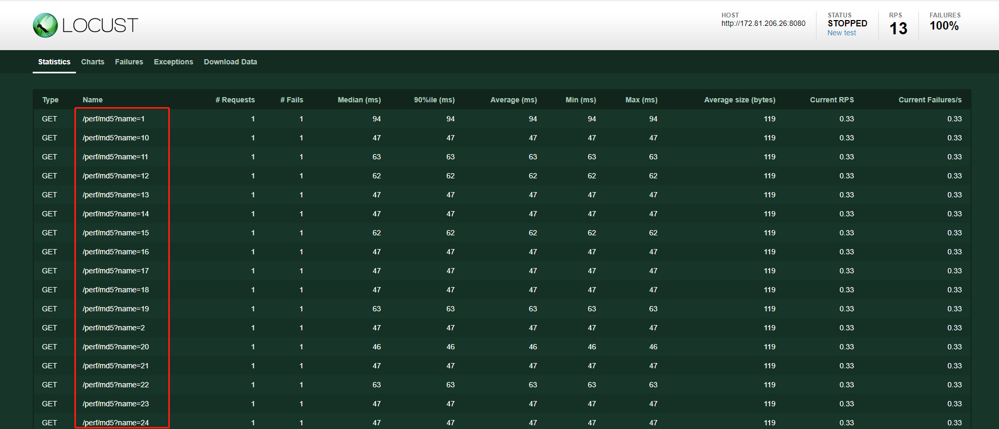 LOCUST
HOST
http://172.81.206.26:8080
STATUS
STOPPED
New test
RPS
13
FAILURES
100%
Statistics Charts Failures Exceptions Download Data
Type Name # Requests # Fails Median (ms) 90%ile (ms) Average (ms) Min (ms) Max (ms) Average size (bytes) Current RPS Current Failures/s
GET /perf/md5?name=1 1 1 94 94 94 94 94 119 0.33 0.33
GET /perf/md5?name=10 1 1 47 47 47 47 47 119 0.33 0.33
GET /perf/md5?name=11 1 1 63 63 63 63 63 119 0.33 0.33
GET /perf/md5?name=12 1 1 62 62 62 62 62 119 0.33 0.33
GET /perf/md5?name=13 1 1 47 47 47 47 47 119 0.33 0.33
GET /perf/md5?name=14 1 1 47 47 47 47 47 119 0.33 0.33
GET /perf/md5?name=15 1 1 62 62 62 62 62 119 0.33 0.33
GET /perf/md5?name=16 1 1 47 47 47 47 47 119 0.33 0.33
GET /perf/md5?name=17 1 1 47 47 47 47 47 119 0.33 0.33
GET /perf/md5?name=18 1 1 47 47 47 47 47 119 0.33 0.33
GET /perf/md5?name=19 1 1 63 63 63 63 63 119 0.33 0.33
GET /perf/md5?name=2 1 1 47 47 47 47 47 119 0.33 0.33
GET /perf/md5?name=20 1 1 46 46 46 46 46 119 0.33 0.33
GET /perf/md5?name=21 1 1 47 47 47 47 47 119 0.33 0.33
GET /perf/md5?name=22 1 1 63 63 63 63 63 119 0.33 0.33
GET /perf/md5?name=23 1 1 47 47 47 47 47 119 0.33 0.33
GET /perf/md5?name=24 1 1 47 47 47 47 47 119 0.33 0.33